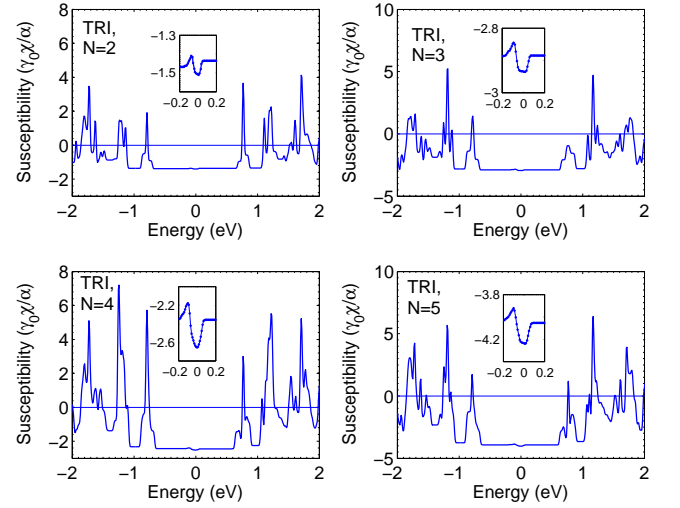 TRI,
N=2
Susceptibility (γ₀χ/α)
8
6
4
2
0
−2
−1.3
−1.5
−0.2 0 0.2
−2 −1 0 1 2
Energy (eV)
TRI,
N=3
Susceptibility (γ₀χ/α)
10
5
0
−5
−2.8
−3
−0.2 0 0.2
−2 −1 0 1 2
Energy (eV)
TRI,
N=4
Susceptibility (γ₀χ/α)
8
6
4
2
0
−2
−2.2
−2.6
−0.2 0 0.2
−2 −1 0 1 2
Energy (eV)
TRI,
N=5
Susceptibility (γ₀χ/α)
10
5
0
−5
−3.8
−4.2
−0.2 0 0.2
−2 −1 0 1 2
Energy (eV)